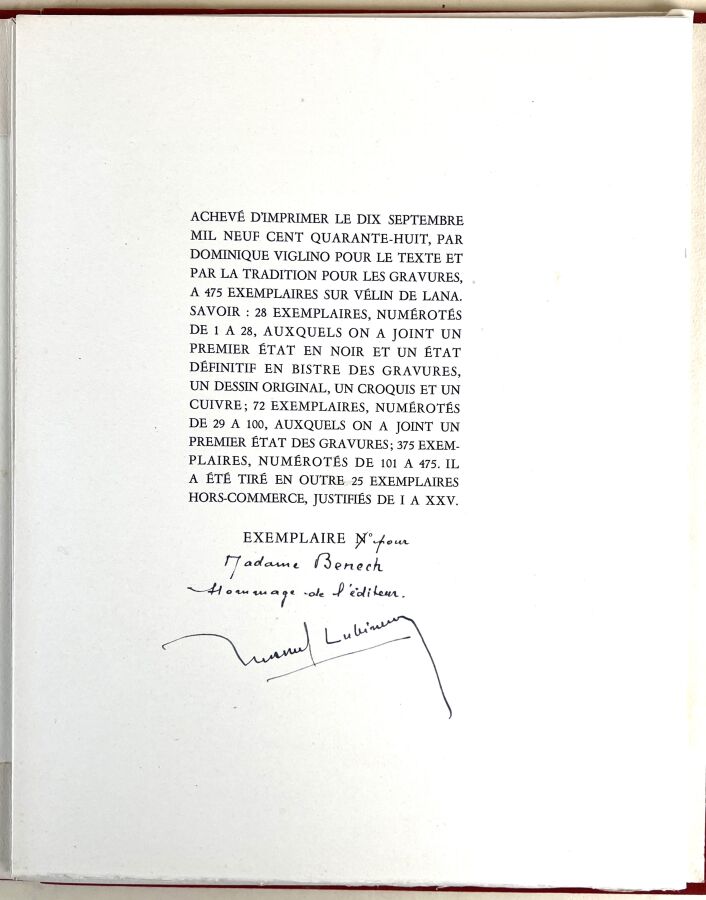 ACHEVÉ D'IMPRIMER LE DIX SEPTEMBRE
MIL NEUF CENT QUARANTE-HUIT, PAR
DOMINIQUE VIGLINO POUR LE TEXTE ET
PAR LA TRADITION POUR LES GRAVURES,
A 475 EXEMPLAIRES SUR VÉLIN DE LANA.
SAVOIR : 28 EXEMPLAIRES, NUMÉROTÉS
DE 1 A 28, AUXQUELS ON A JOINT UN
PREMIER ÉTAT EN NOIR ET UN ÉTAT
DÉFINITIF EN BISTRE DES GRAVURES,
UN DESSIN ORIGINAL, UN CROQUIS ET UN
CUIVRE ; 72 EXEMPLAIRES, NUMÉROTÉS
DE 29 A 100, AUXQUELS ON A JOINT UN
PREMIER ÉTAT DES GRAVURES ; 375 EXEM-
PLAIRES, NUMÉROTÉS DE 101 A 475. IL
A ÉTÉ TIRÉ EN OUTRE 25 EXEMPLAIRES
HORS-COMMERCE, JUSTIFIÉS DE I A XXV.
EXEMPLAIRE N° pour
Madame Benech
Hommage de l'éditeur.